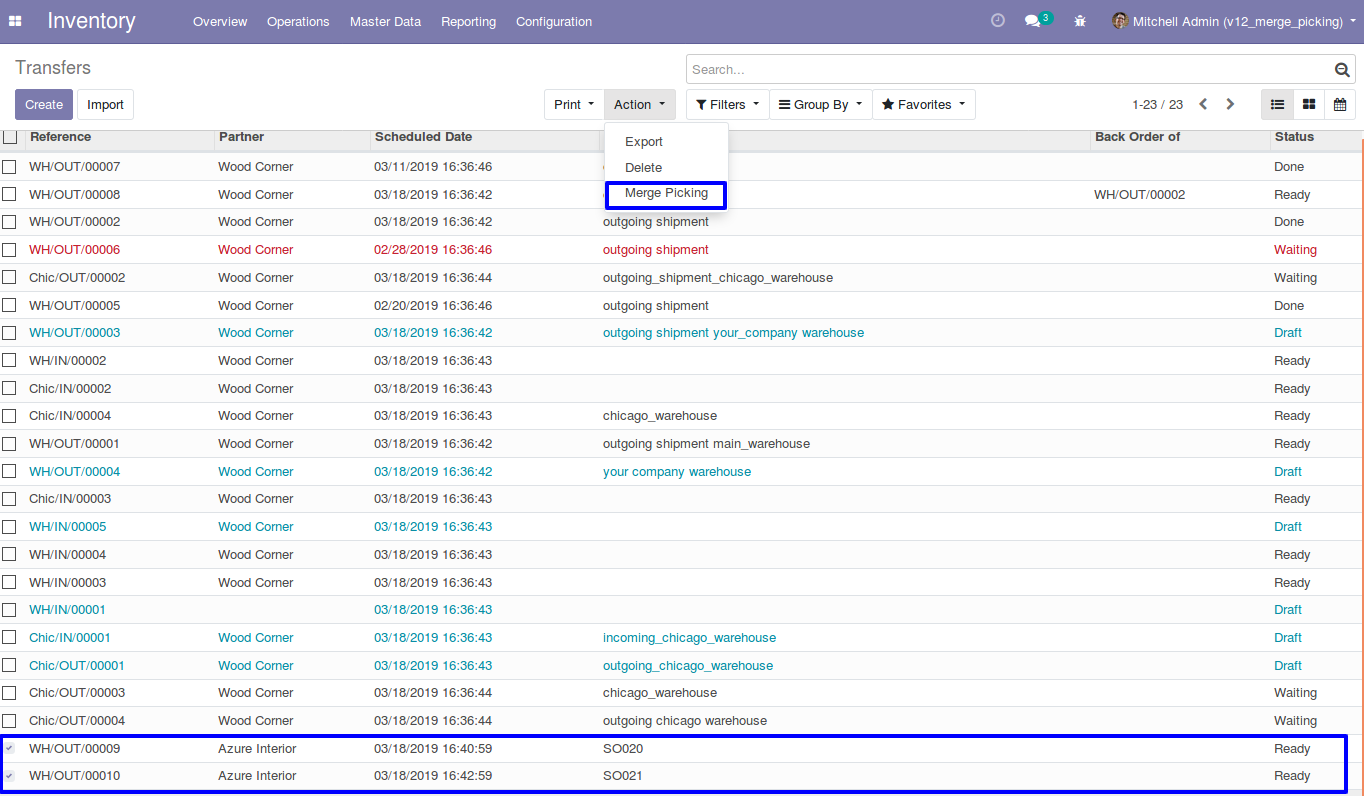 Inventory Overview Operations Master Data Reporting Configuration 3 Mitchell Admin (v12_merge_picking)
Transfers Search...
Create Import Print Action Filters Group By Favorites 1-23 / 23
Reference Partner Scheduled Date Back Order of Status
Export
Delete
Merge Picking
WH/OUT/00007 Wood Corner 03/11/2019 16:36:46 Done
WH/OUT/00008 Wood Corner 03/18/2019 16:36:42 WH/OUT/00002 Ready
WH/OUT/00002 Wood Corner 03/18/2019 16:36:42 outgoing shipment Done
WH/OUT/00006 Wood Corner 02/28/2019 16:36:46 outgoing shipment Waiting
Chic/OUT/00002 Wood Corner 03/18/2019 16:36:44 outgoing_shipment_chicago_warehouse Waiting
WH/OUT/00005 Wood Corner 02/20/2019 16:36:46 outgoing shipment Done
WH/OUT/00003 Wood Corner 03/18/2019 16:36:42 outgoing shipment your_company warehouse Draft
WH/IN/00002 Wood Corner 03/18/2019 16:36:43 Ready
Chic/IN/00002 Wood Corner 03/18/2019 16:36:43 Ready
Chic/IN/00004 Wood Corner 03/18/2019 16:36:43 chicago_warehouse Ready
WH/OUT/00001 Wood Corner 03/18/2019 16:36:42 outgoing shipment main_warehouse Ready
WH/OUT/00004 Wood Corner 03/18/2019 16:36:42 your company warehouse Draft
Chic/IN/00003 Wood Corner 03/18/2019 16:36:43 Ready
WH/IN/00005 Wood Corner 03/18/2019 16:36:43 Draft
WH/IN/00004 Wood Corner 03/18/2019 16:36:43 Ready
WH/IN/00003 Wood Corner 03/18/2019 16:36:43 Ready
WH/IN/00001 03/18/2019 16:36:43 Draft
Chic/IN/00001 Wood Corner 03/18/2019 16:36:43 incoming_chicago_warehouse Draft
Chic/OUT/00001 Wood Corner 03/18/2019 16:36:43 outgoing_chicago_warehouse Draft
Chic/OUT/00003 Wood Corner 03/18/2019 16:36:44 chicago_warehouse Waiting
Chic/OUT/00004 Wood Corner 03/18/2019 16:36:44 outgoing chicago warehouse Waiting
WH/OUT/00009 Azure Interior 03/18/2019 16:40:59 SO020 Ready
WH/OUT/00010 Azure Interior 03/18/2019 16:42:59 SO021 Ready